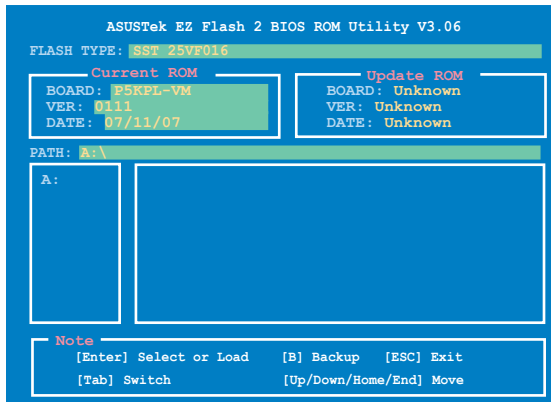 ASUSTek EZ Flash 2 BIOS ROM Utility V3.06
FLASH TYPE: SST 25VF016
Current ROM
BOARD: P5KPL-VM
VER: 0111
DATE: 07/11/07
Update ROM
BOARD: Unknown
VER: Unknown
DATE: Unknown
PATH: A:\
A:
Note
[Enter] Select or Load [B] Backup [ESC] Exit
[Tab] Switch [Up/Down/Home/End] Move